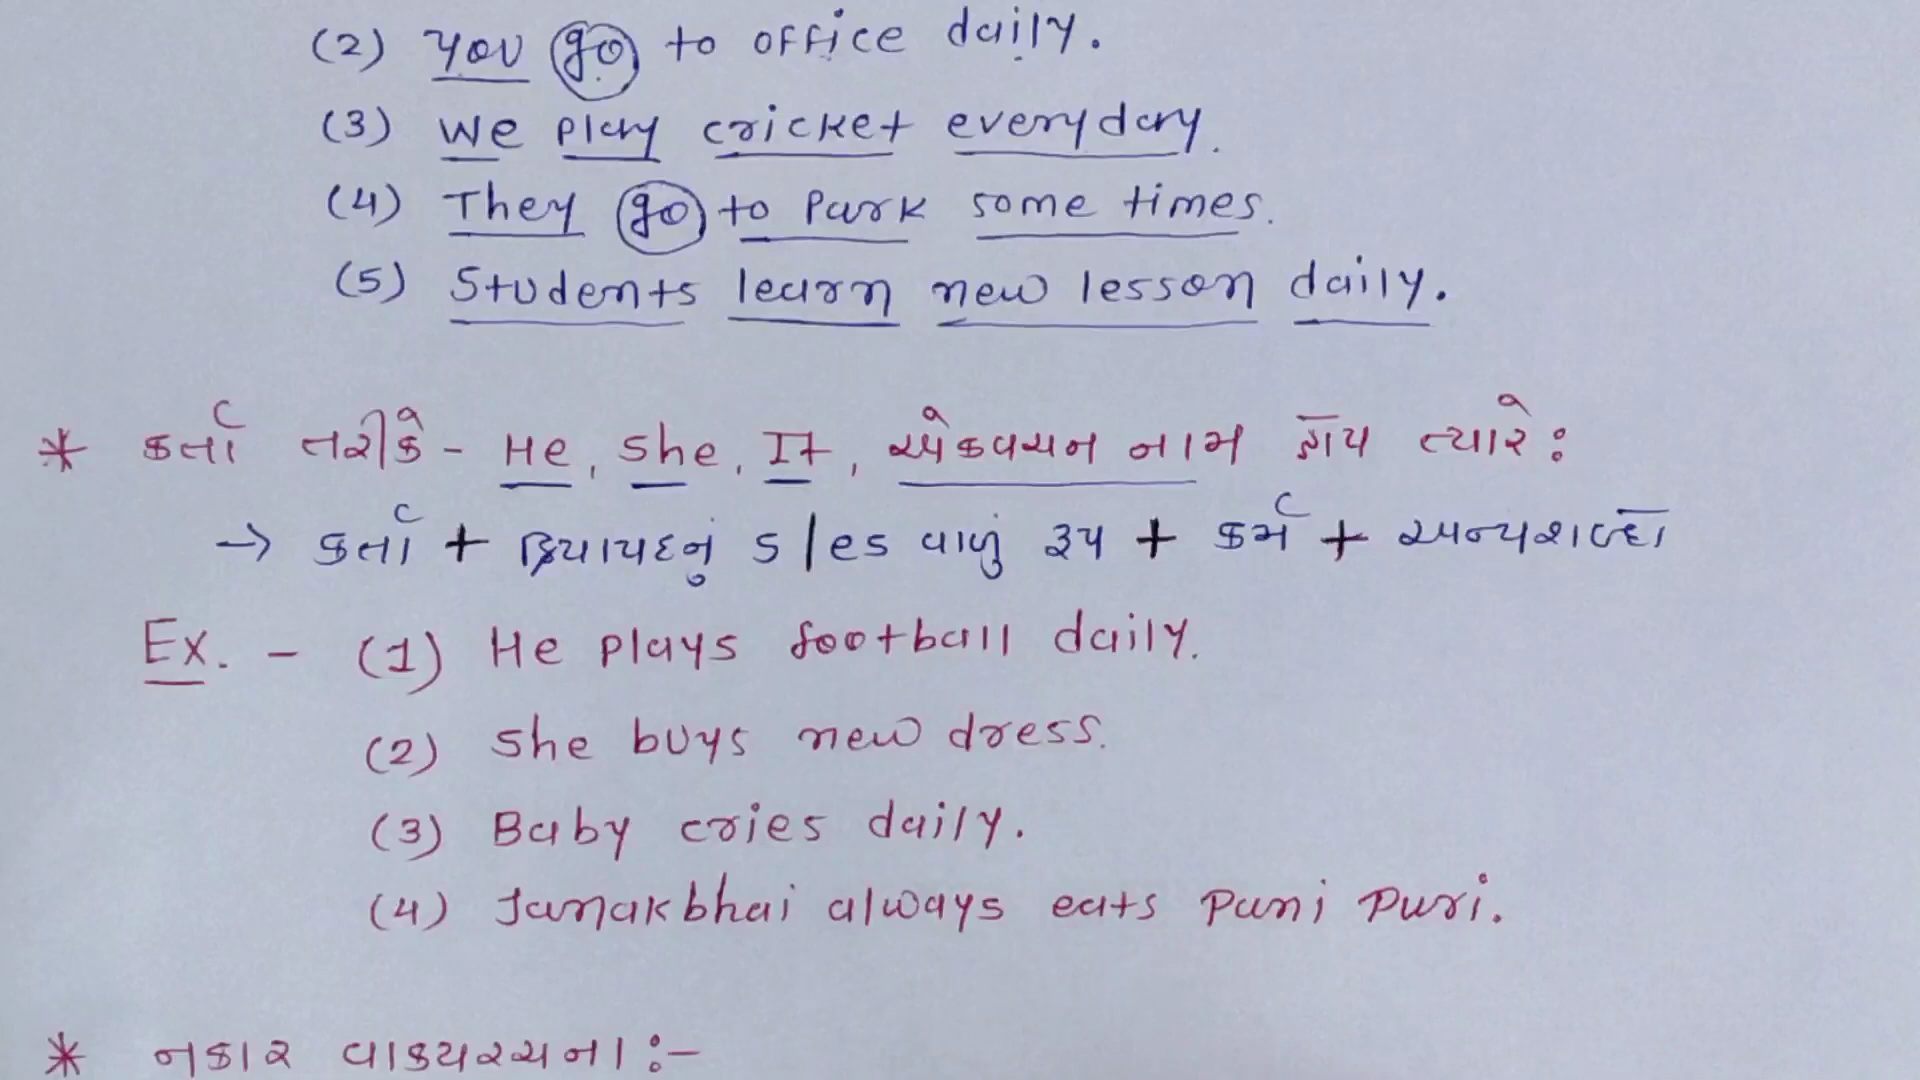 (2) You go to office daily.
(3) We play cricket everyday.
(4) They go to Park some times.
(5) Students learn new lesson daily.
* કર્તા તરીકે - He, She, It, એકવચન નામ હોય ત્યારે :
→ કર્તા + ક્રિયાપદનું s/es વાળું રૂપ + કર્મ + અન્યશબ્દો
Ex. - (1) He plays football daily.
(2) She buys new dress.
(3) Baby cries daily.
(4) Janakbhai always eats Pani Puri.
* નકાર વાક્યરચના :-